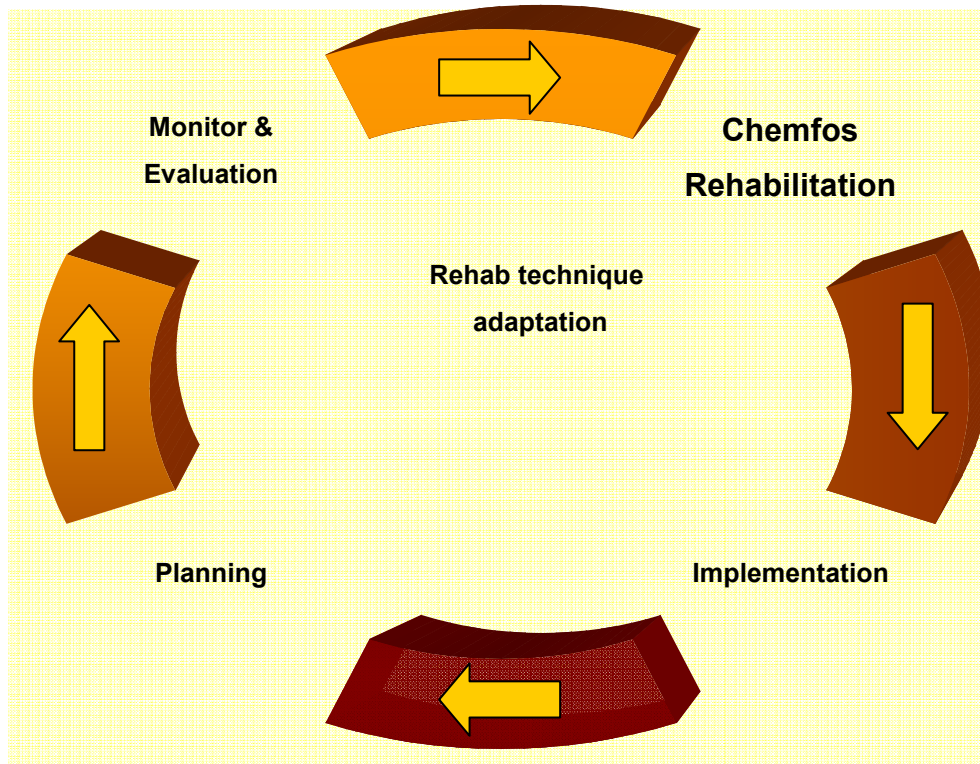 Monitor &
Evaluation
Chemfos
Rehabilitation
Rehab technique
adaptation
Planning
Implementation